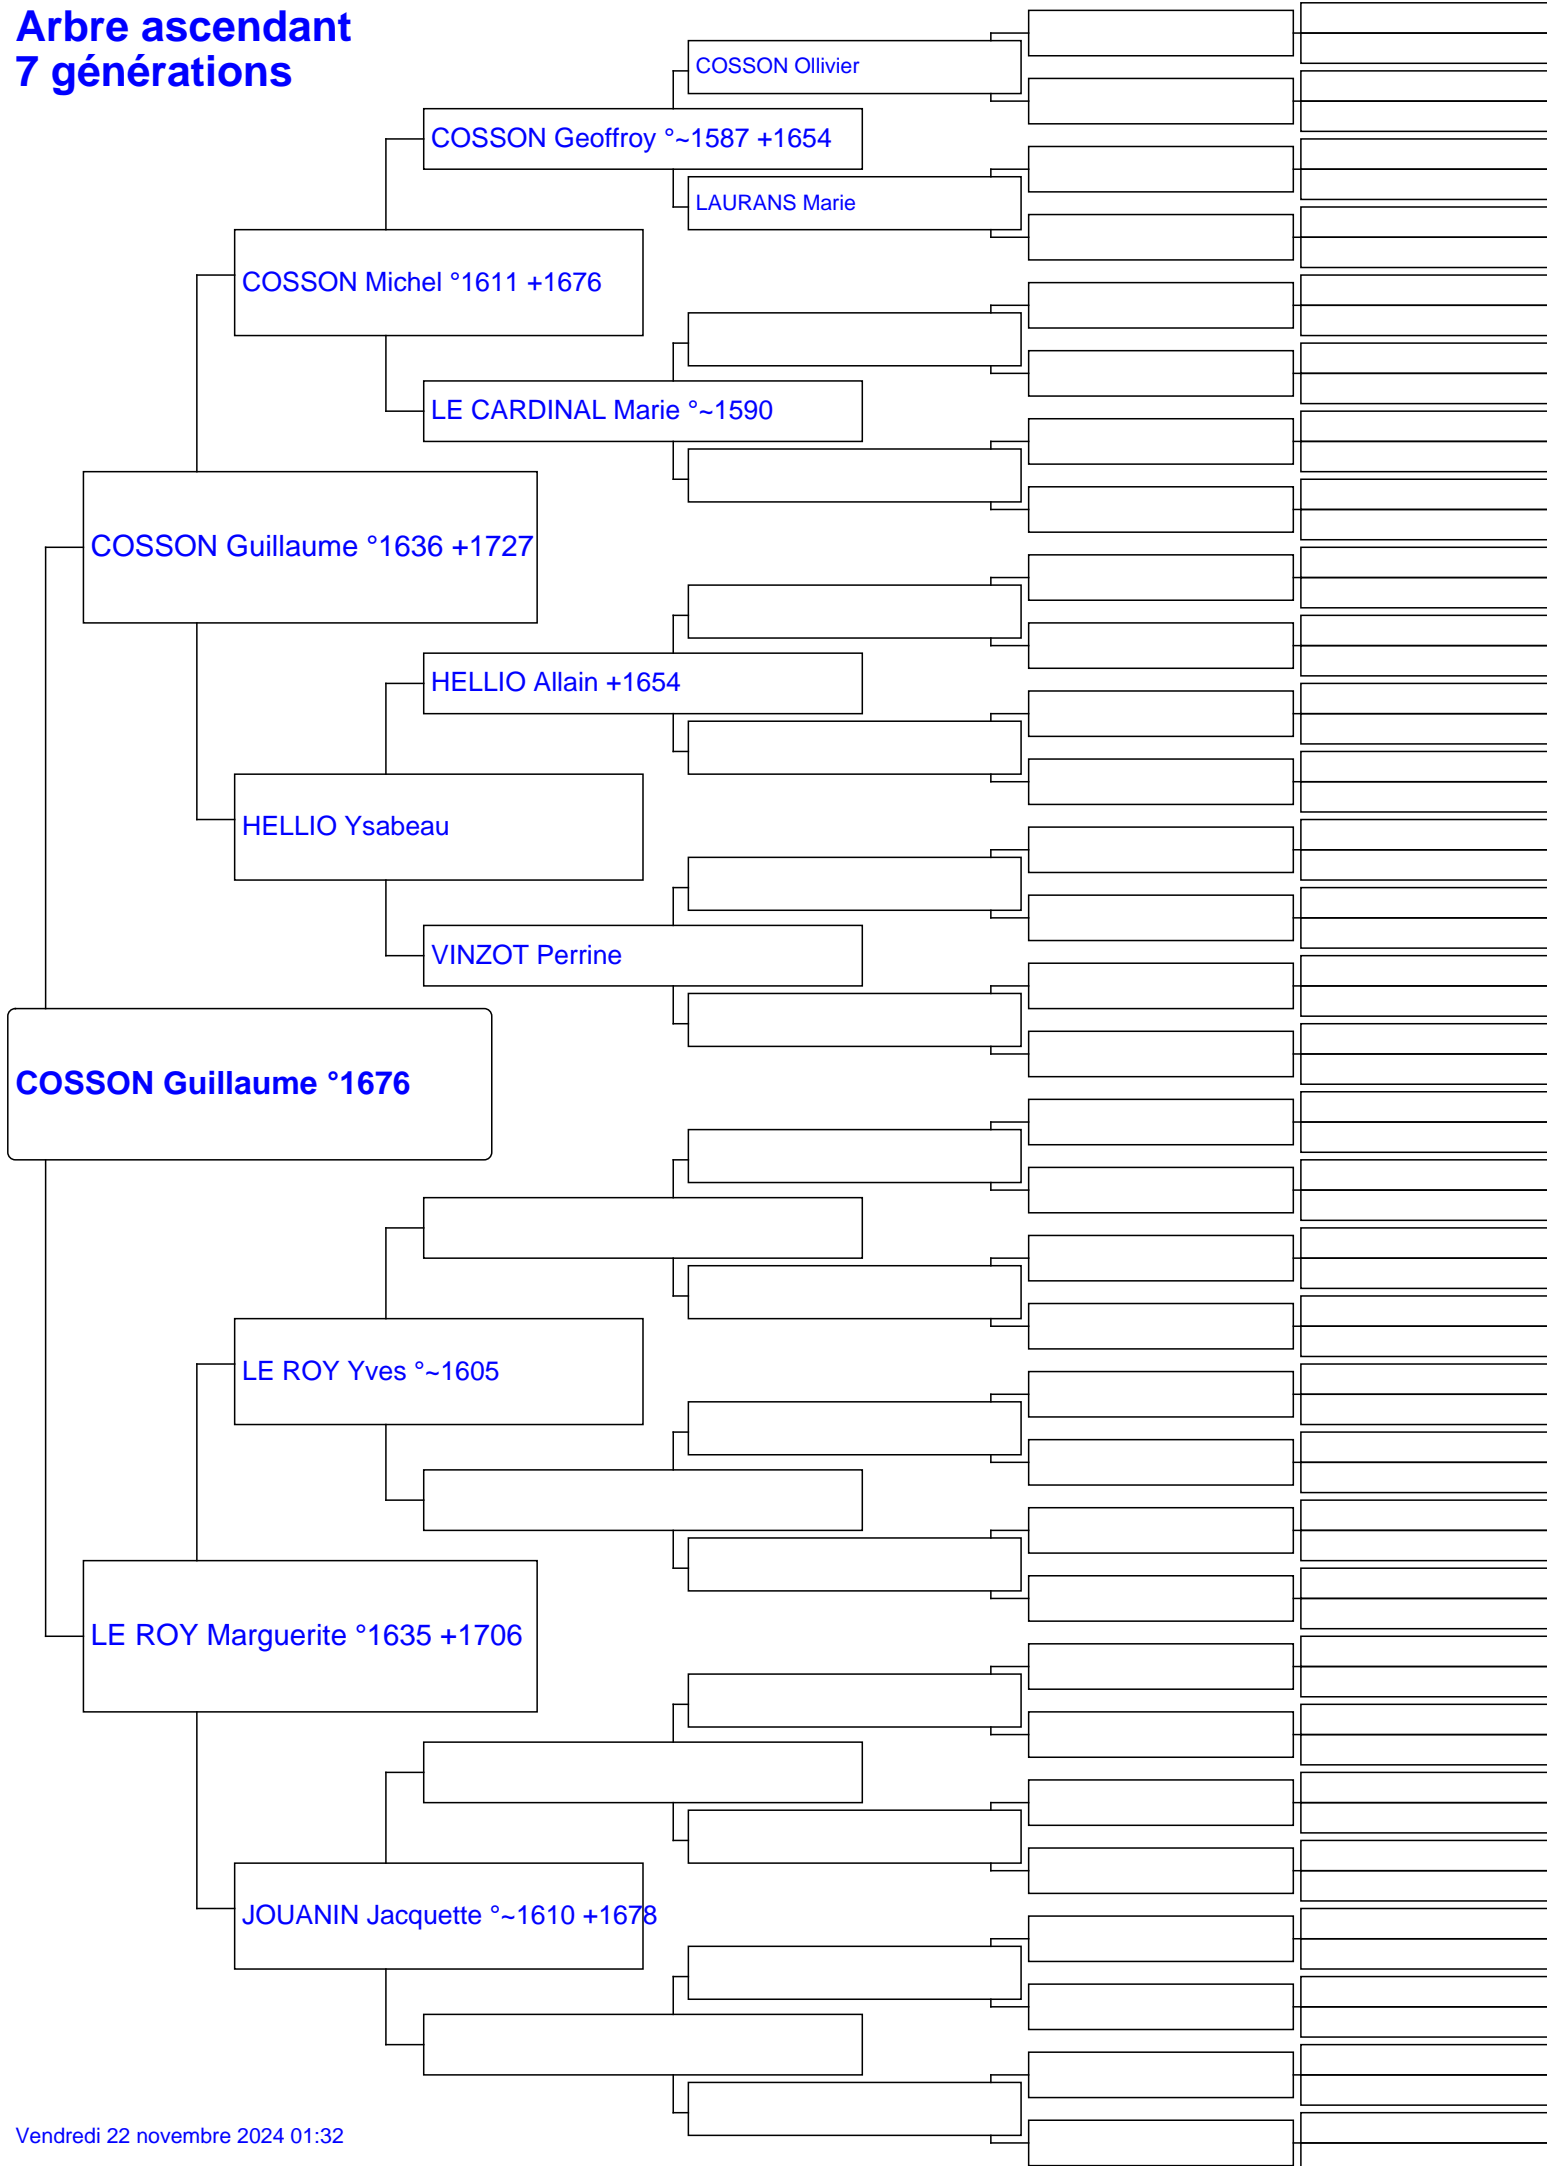 Arbre ascendant
7 générations
COSSON Ollivier
COSSON Geoffroy °~1587 +1654
LAURANS Marie
COSSON Michel °1611 +1676
LE CARDINAL Marie °~1590
COSSON Guillaume °1636 +1727
HELLIO Allain +1654
HELLIO Ysabeau
VINZOT Perrine
COSSON Guillaume °1676
LE ROY Yves °~1605
LE ROY Marguerite °1635 +1706
JOUANIN Jacquette °~1610 +1678
Vendredi 22 novembre 2024 01:32